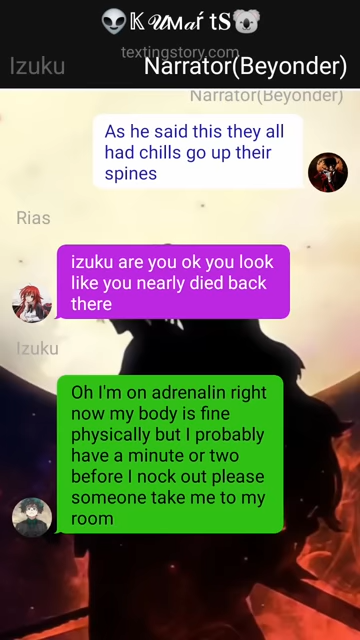 👽𝕂 𝓤ᴍ𝓪ŕ t𝐒🐨
textingstory.com
Izuku Narrator(Beyonder)
Narrator(Beyonder)
As he said this they all
had chills go up their
spines
Rias
izuku are you ok you look
like you nearly died back
there
Izuku
Oh I'm on adrenalin right
now my body is fine
physically but I probably
have a minute or two
before I nock out please
someone take me to my
room